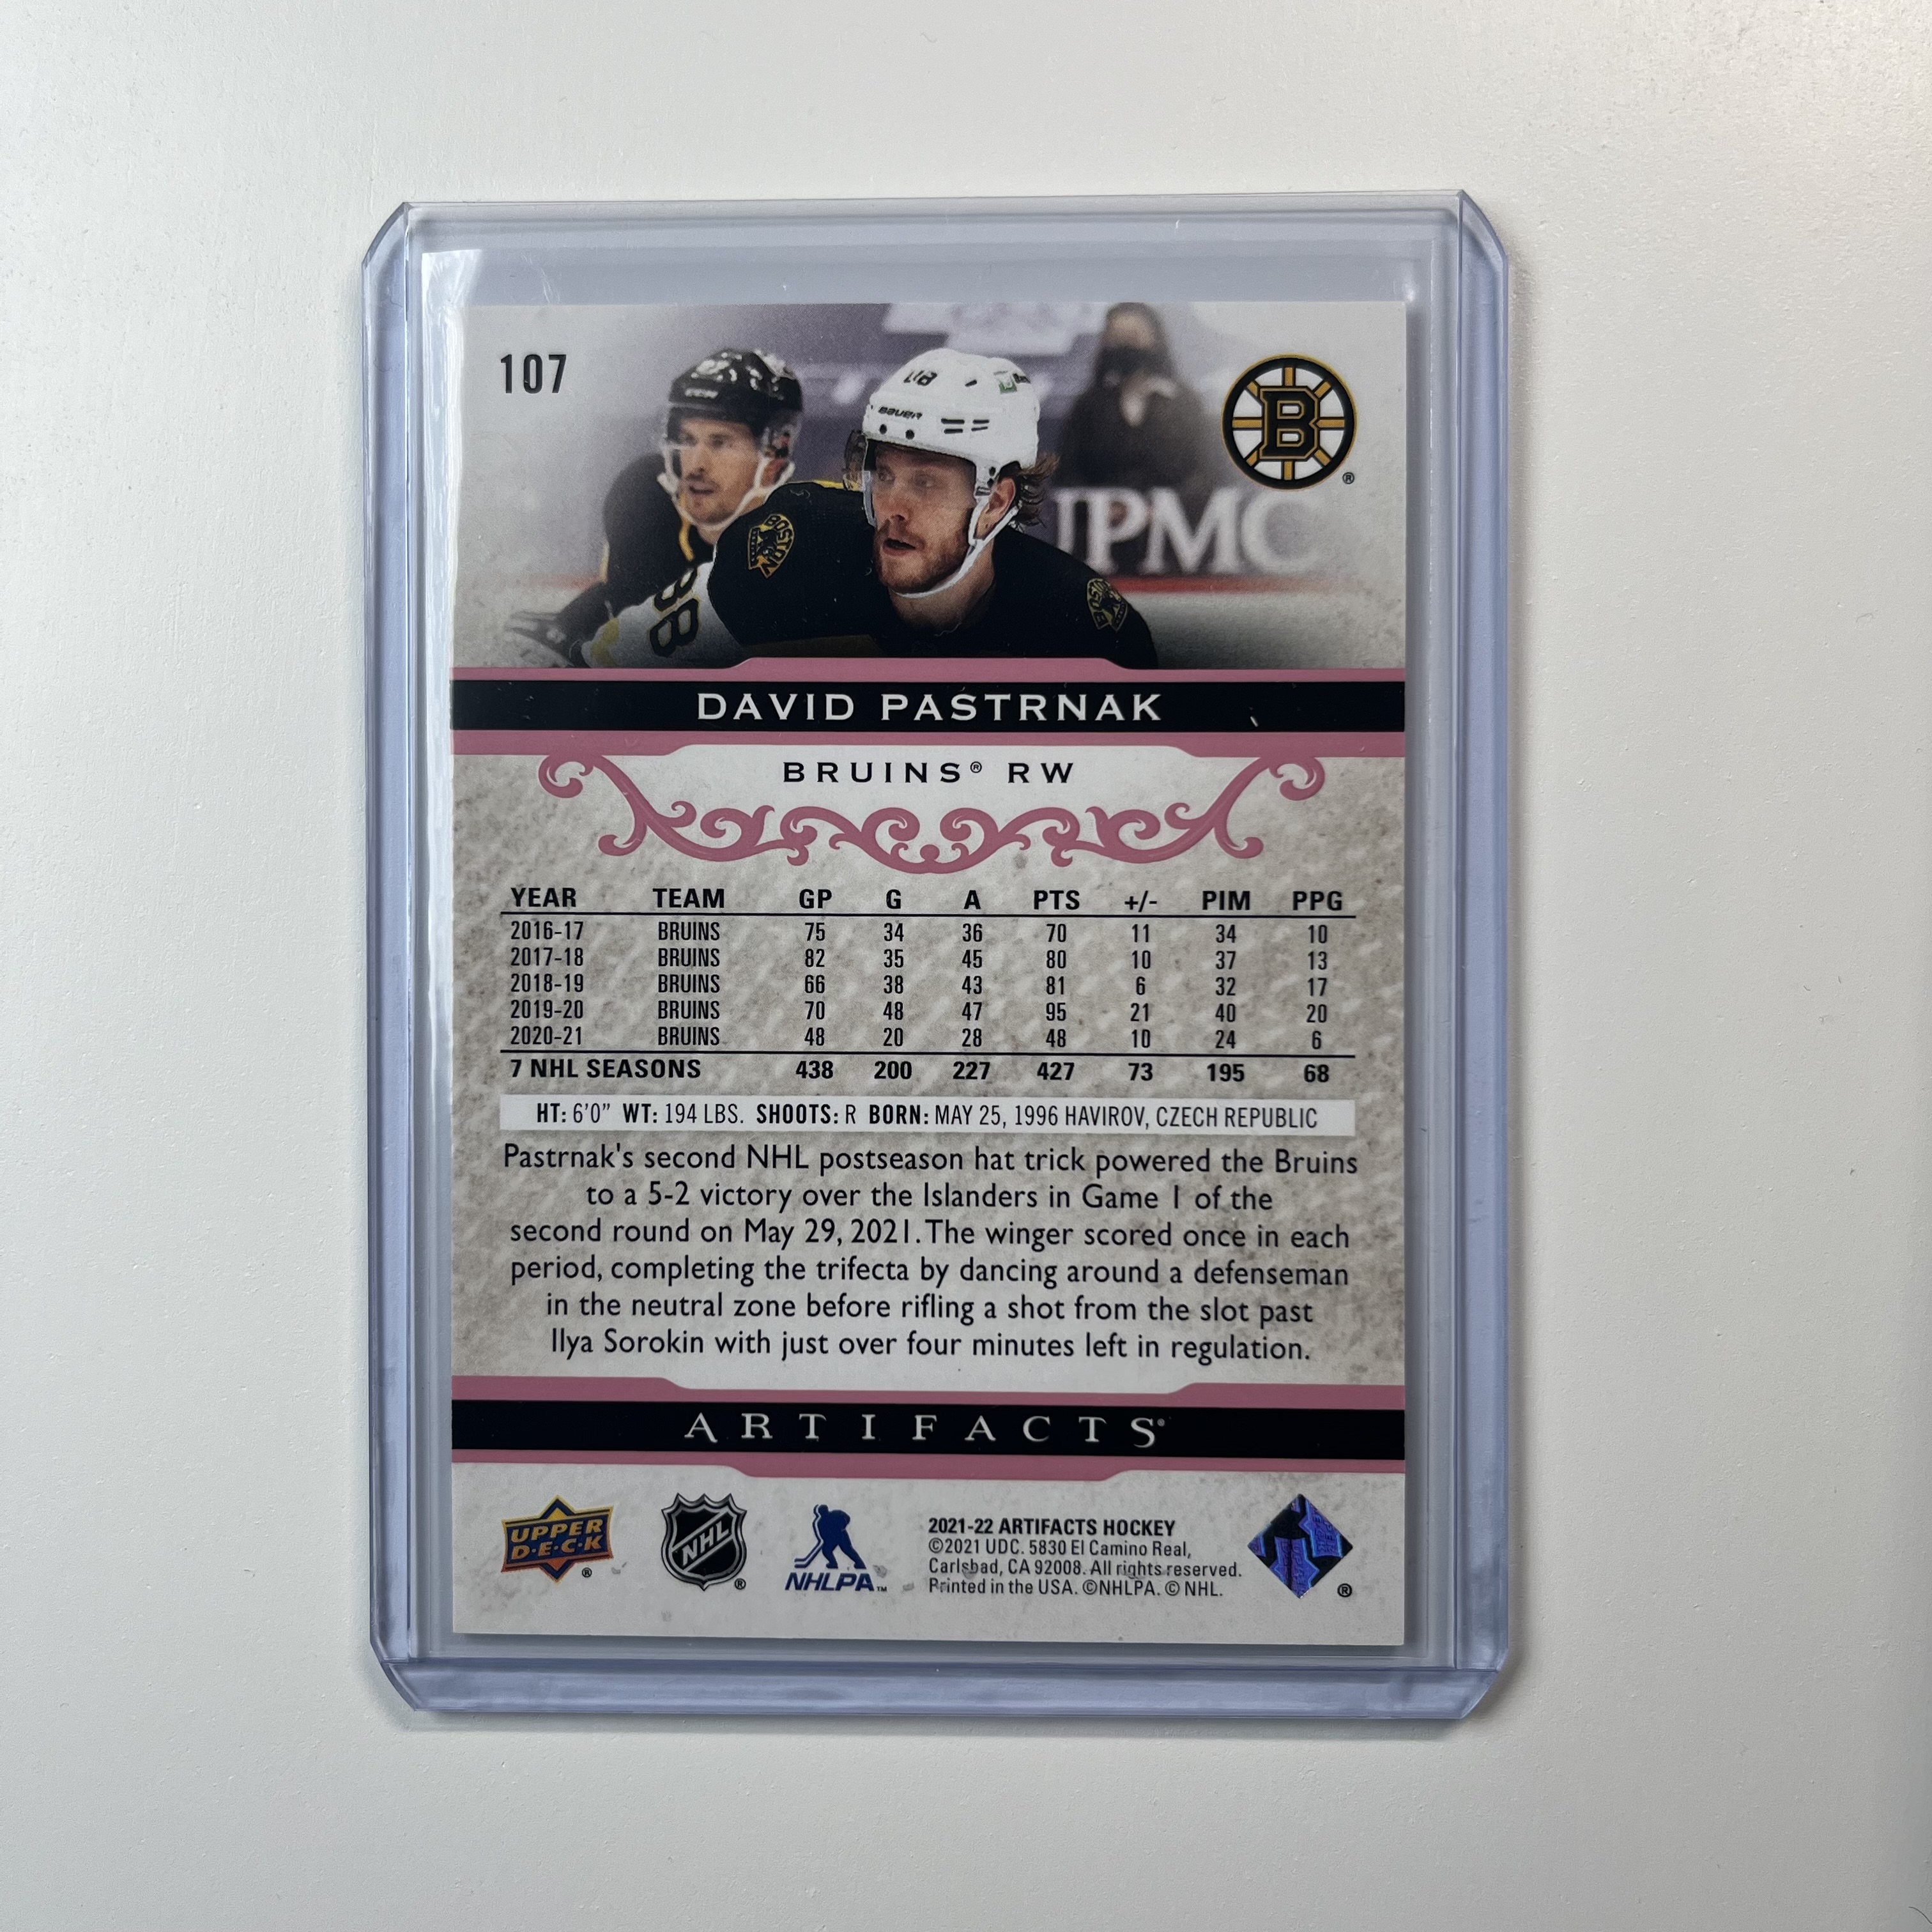 107
BAUER
CCM
B
®
BOSTON
88
UPMC
DAVID PASTRNAK
BRUINS® RW
YEAR TEAM GP G A PTS +/- PIM PPG
2016-17 BRUINS 75 34 36 70 11 34 10
2017-18 BRUINS 82 35 45 80 10 37 13
2018-19 BRUINS 66 38 43 81 6 32 17
2019-20 BRUINS 70 48 47 95 21 40 20
2020-21 BRUINS 48 20 28 48 10 24 6
7 NHL SEASONS 438 200 227 427 73 195 68
HT: 6'0" WT: 194 LBS. SHOOTS: R BORN: MAY 25, 1996 HAVIROV, CZECH REPUBLIC
Pastrnak's second NHL postseason hat trick powered the Bruins
to a 5-2 victory over the Islanders in Game 1 of the
second round on May 29, 2021. The winger scored once in each
period, completing the trifecta by dancing around a defenseman
in the neutral zone before rifling a shot from the slot past
Ilya Sorokin with just over four minutes left in regulation.
ARTIFACTS®
UPPER
D·E·C·K
®
NHL
®
NHLPA™
2021-22 ARTIFACTS HOCKEY
©2021 UDC. 5830 El Camino Real,
Carlsbad, CA 92008. All rights reserved.
Printed in the USA. ©NHLPA. © NHL.
®